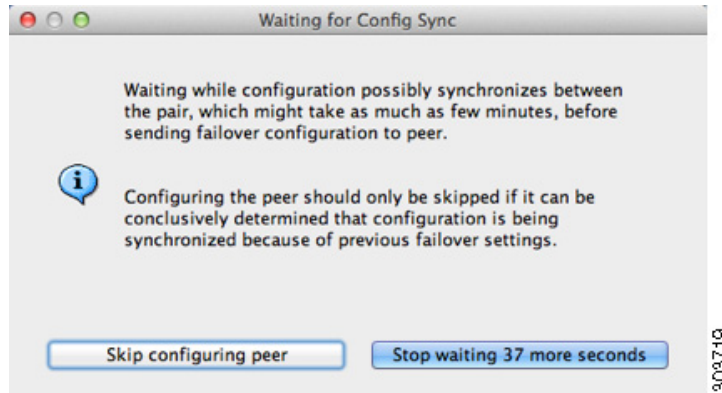 Waiting for Config Sync
Waiting while configuration possibly synchronizes between
the pair, which might take as much as few minutes, before
sending failover configuration to peer.
Configuring the peer should only be skipped if it can be
conclusively determined that configuration is being
synchronized because of previous failover settings.
Skip configuring peer
Stop waiting 37 more seconds
303719